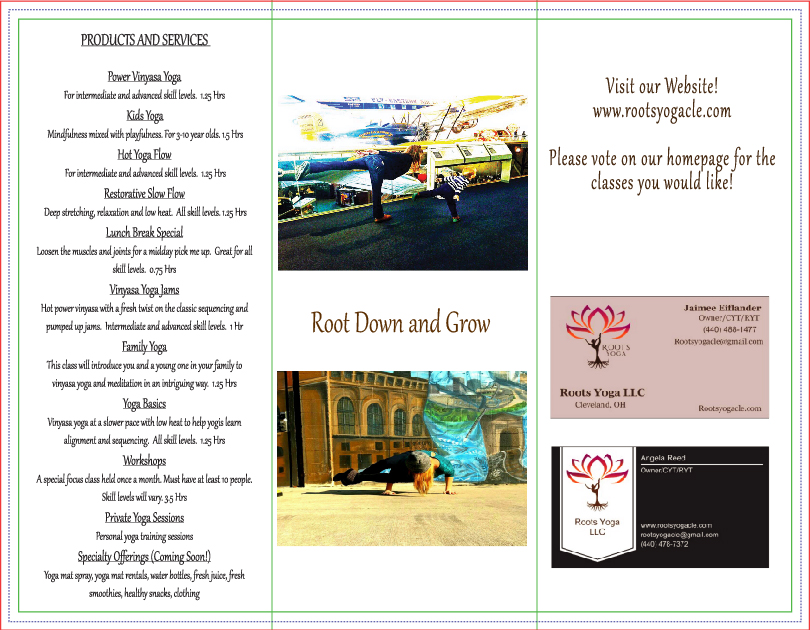 PRODUCTS AND SERVICES
Power Vinyasa Yoga
For intermediate and advanced skill levels. 1.25 Hrs
Kids Yoga
Mindfulness mixed with playfulness. For 3-10 year olds. 1.5 Hrs
Hot Yoga Flow
For intermediate and advanced skill levels. 1.25 Hrs
Restorative Slow Flow
Deep stretching, relaxation and low heat. All skill levels. 1.25 Hrs
Lunch Break Special
Loosen the muscles and joints for a midday pick me up. Great for all
skill levels. 0.75 Hrs
Vinyasa Yoga Jams
Hot power vinyasa with a fresh twist on the classic sequencing and
pumped up jams. Intermediate and advanced skill levels. 1 Hr
Family Yoga
This class will introduce you and a young one in your family to
vinyasa yoga and meditation in an intriguing way. 1.25 Hrs
Yoga Basics
Vinyasa yoga at a slower pace with low heat to help yogis learn
alignment and sequencing. All skill levels. 1.25 Hrs
Workshops
A special focus class held once a month. Must have at least 10 people.
Skill levels will vary. 3.5 Hrs
Private Yoga Sessions
Personal yoga training sessions
Specialty Offerings (Coming Soon!)
Yoga mat spray, yoga mat rentals, water bottles, fresh juice, fresh
smoothies, healthy snacks, clothing
Root Down and Grow
Visit our Website!
www.rootsyogacle.com
Please vote on our homepage for the
classes you would like!
ROOTS
YOGA
Jaimee Eiflander
Owner/CYT/RYT
(440) 488-1477
Rootsyogacle@gmail.com
Roots Yoga LLC
Cleveland, OH
Rootsyogacle.com
Roots Yoga
LLC
Angela Reed
Owner/CYT/RYT
www.rootsyogacle.com
rootsyogacle@gmail.com
(440) 478-7372